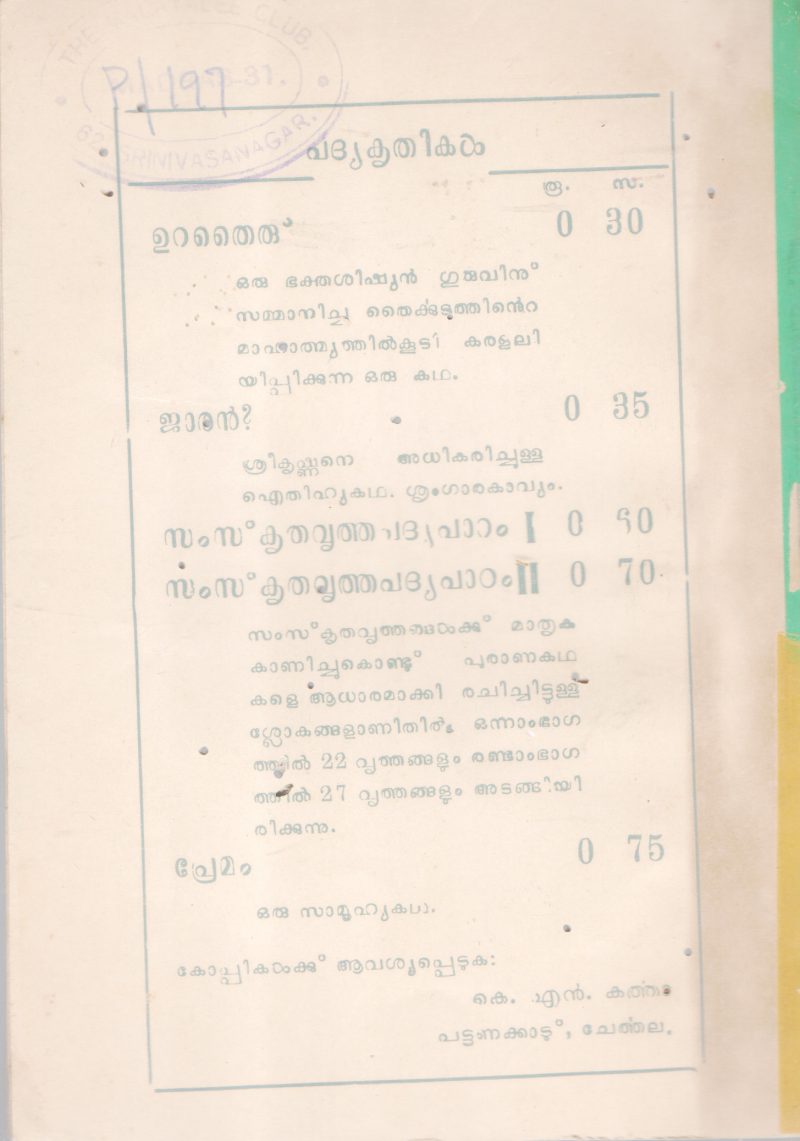 THE CLUB,
P/197
37.
62, SRINIVASANAGAR.
പദ്യകൃതികൾ
രൂ. സ.
ഉറതൈരു് 0 30
ഒരു ഭക്തശിഷ്യൻ ഗുരുവിനു്
സമ്മാനിച്ച തൈക്കുടത്തിൻെറ
മാഹാത്മ്യത്തിൽകൂടി കരളലി
യിപ്പിക്കുന്ന ഒരു കഥ.
ജാരൻ? 0 35
ശ്രീകൃഷ്ണനെ അധികരിച്ചുള്ള
ഐതിഹ്യകഥ. ശൃംഗാരകാവ്യം.
സംസ്കൃതവൃത്തപദ്യപാഠം I 0 60
സംസ്കൃതവൃത്തപദ്യപാഠം II 0 70
സംസ്കൃതവൃത്തങ്ങൾക്കു് മാതൃക
കാണിച്ചുകൊണ്ടു് പുരാണകഥ
കളെ ആധാരമാക്കി രചിച്ചിട്ടുള്ള
ശ്ലോകങ്ങളാണിതിൽ. ഒന്നാംഭാഗ
ത്തിൽ 22 വൃത്തങ്ങളും രണ്ടാംഭാഗ
ത്തിൽ 27 വൃത്തങ്ങളും അടങ്ങിയി
രിക്കുന്നു.
പ്രേമം 0 75
ഒരു സാമൂഹ്യകഥ.
കോപ്പികൾക്കു് ആവശ്യപ്പെടുക:
കെ. എൻ. കർത്താ
പട്ടണക്കാടു്, ചേർത്തല.